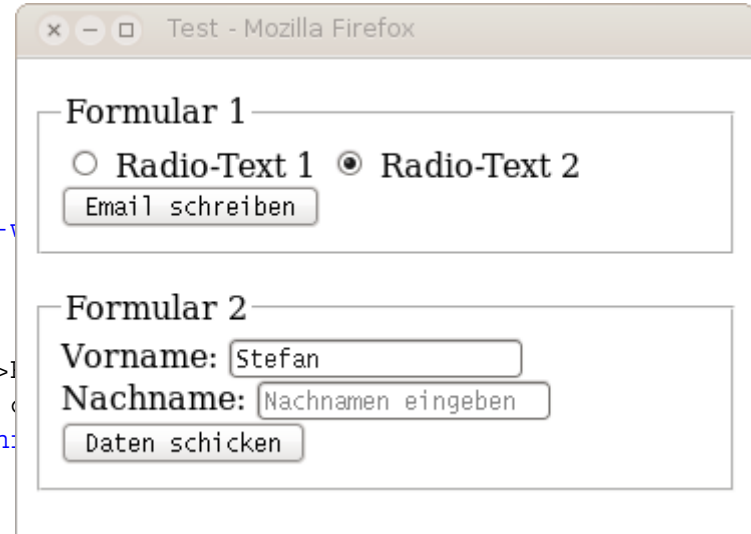 Test - Mozilla Firefox
Formular 1
Radio-Text 1 Radio-Text 2
Email schreiben
Formular 2
Vorname: Stefan
Nachname: Nachnamen eingeben
Daten schicken